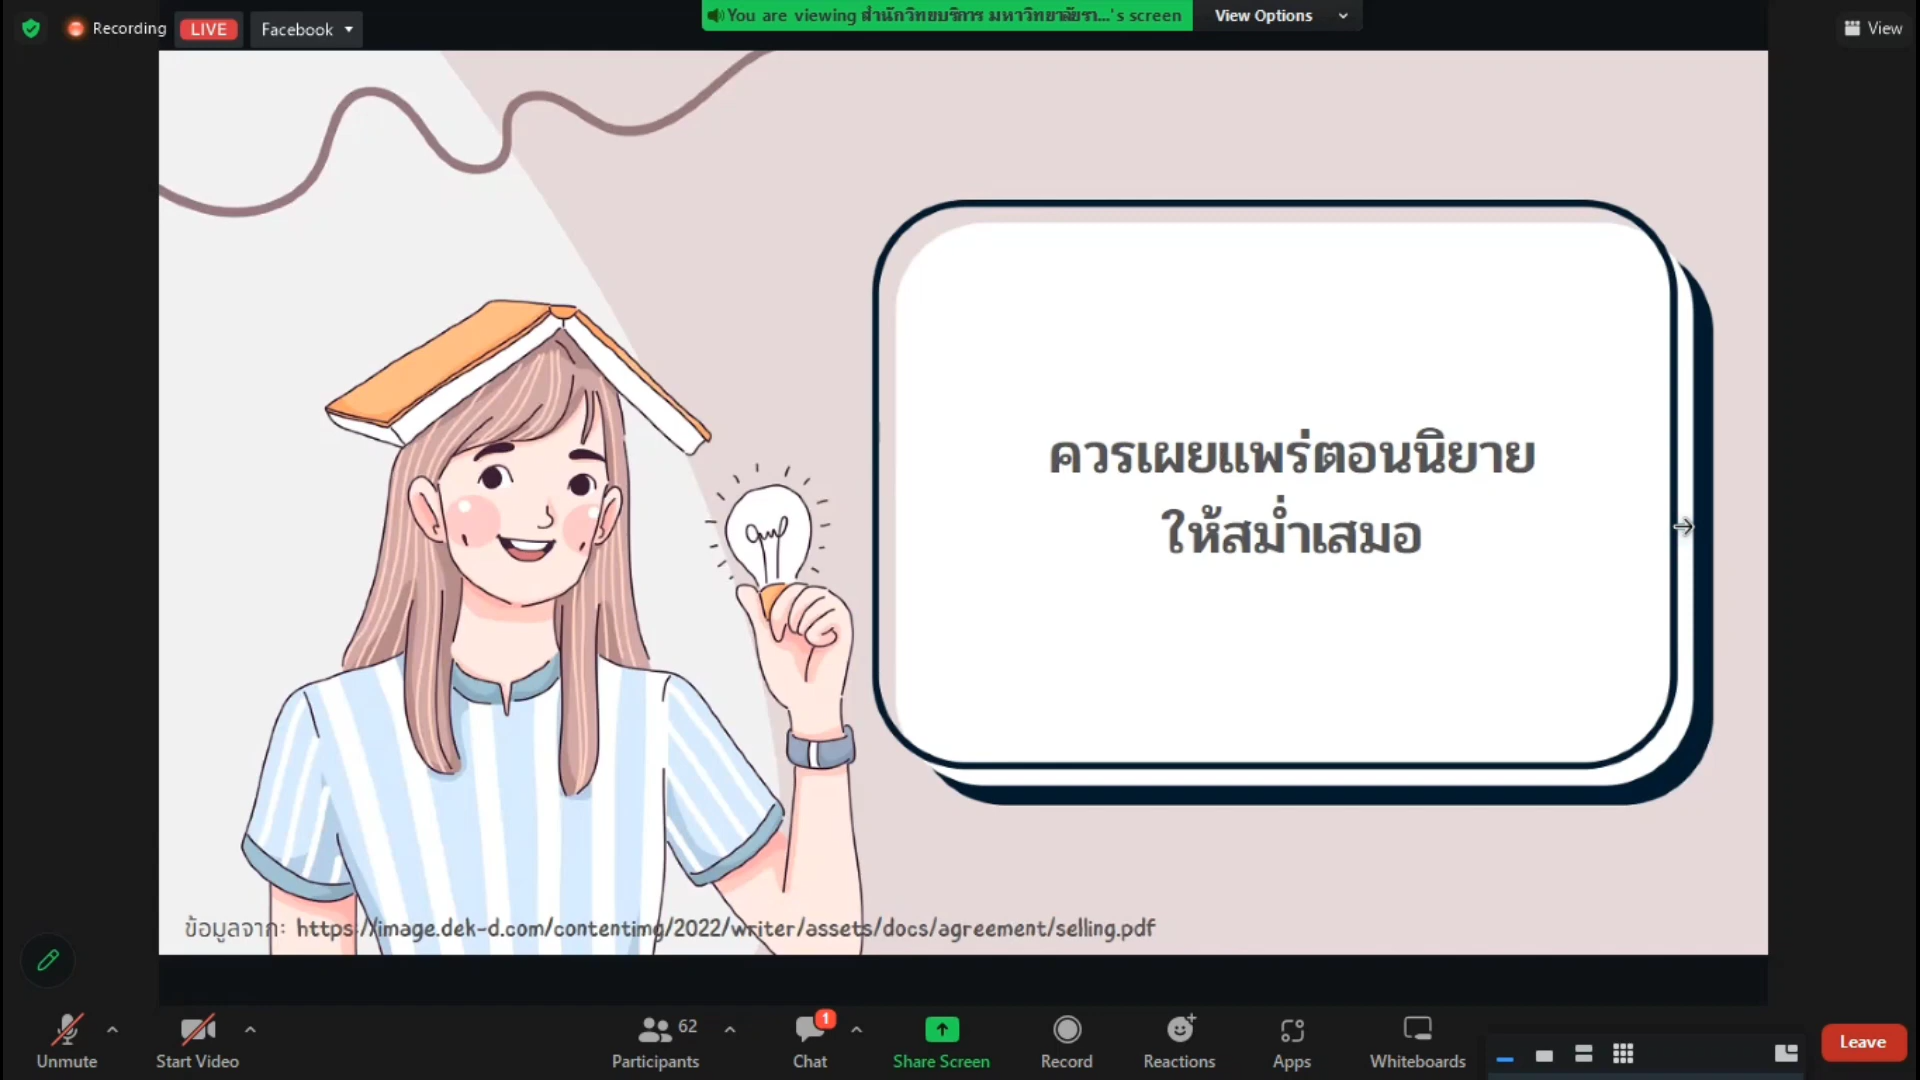 Recording
LIVE
Facebook
You are viewing สำนักวิทยบริการ มหาวิทยาลัยรา...'s screen
View Options
View
ควรเผยแพร่ตอนนิยาย
ให้สม่ำเสมอ
ข้อมูลจาก: https://image.dek-d.com/contentimg/2022/writer/assets/docs/agreement/selling.pdf
Unmute
Start Video
62
Participants
1
Chat
Share Screen
Record
Reactions
Apps
Whiteboards
Leave